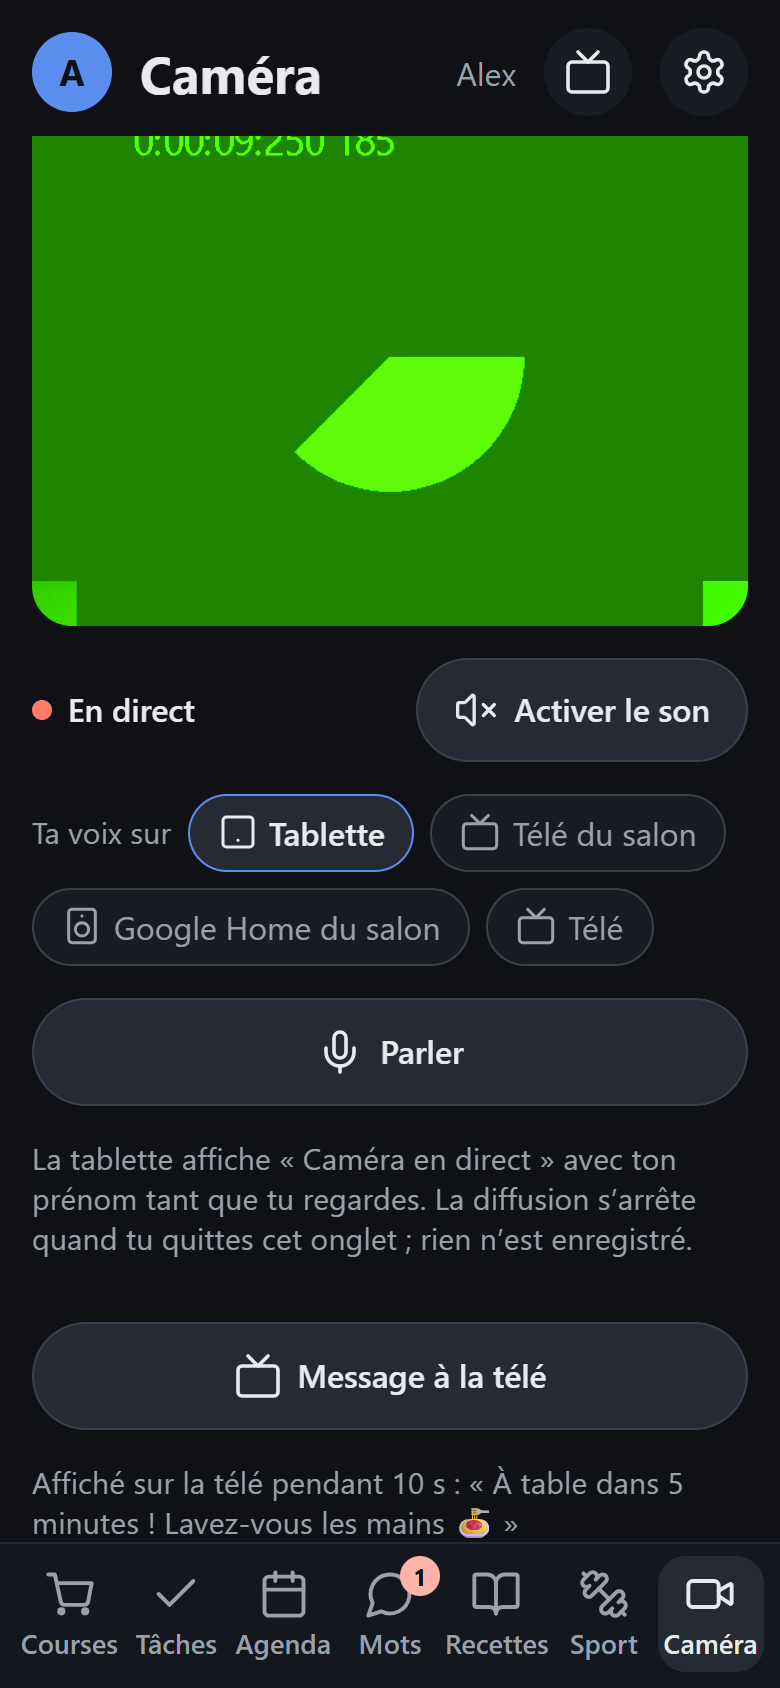 A Caméra Alex
0:00:09:250 185
En direct
Activer le son
Ta voix sur Tablette Télé du salon
Google Home du salon Télé
Parler
La tablette affiche « Caméra en direct » avec ton
prénom tant que tu regardes. La diffusion s’arrête
quand tu quittes cet onglet ; rien n’est enregistré.
Message à la télé
Affiché sur la télé pendant 10 s : « À table dans 5
minutes ! Lavez-vous les mains 🍝 »
1
Courses Tâches Agenda Mots Recettes Sport Caméra